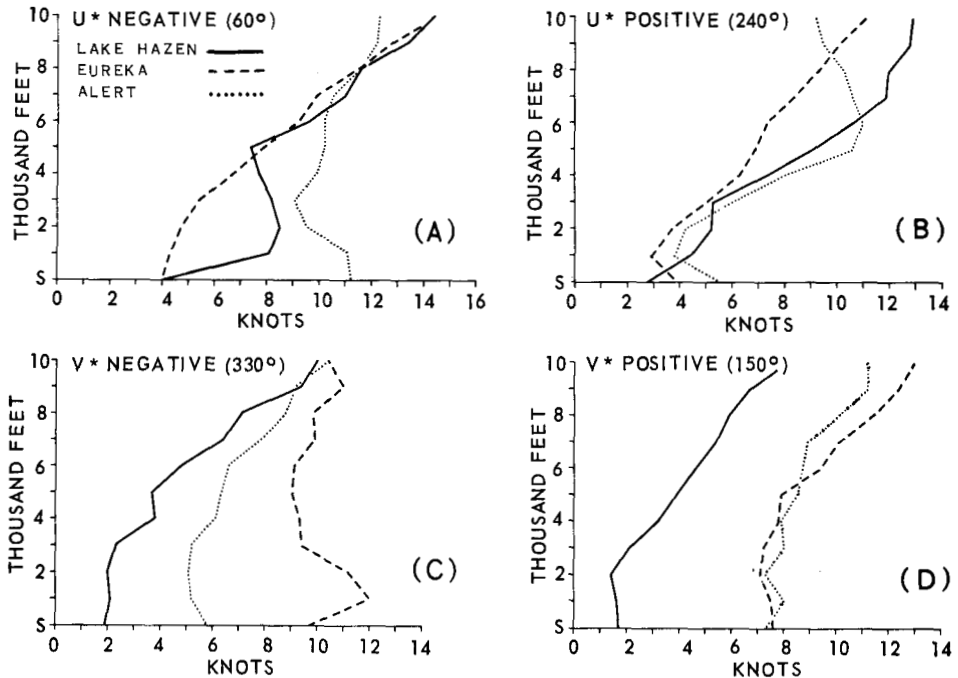 U* NEGATIVE (60°)
LAKE HAZEN
EUREKA
ALERT
(A)
THOUSAND FEET
10
8
6
4
2
S
0 2 4 6 8 10 12 14 16
KNOTS
U* POSITIVE (240°)
(B)
THOUSAND FEET
10
8
6
4
2
S
0 2 4 6 8 10 12 14
KNOTS
V* NEGATIVE (330°)
(C)
THOUSAND FEET
10
8
6
4
2
S
0 2 4 6 8 10 12 14
KNOTS
V* POSITIVE (150°)
(D)
THOUSAND FEET
10
8
6
4
2
S
0 2 4 6 8 10 12 14
KNOTS